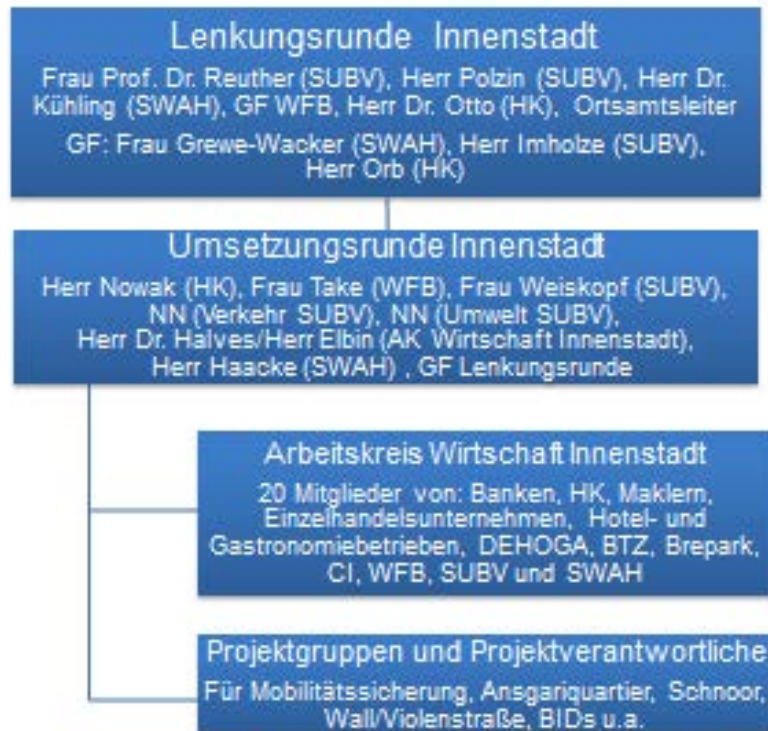 Lenkungsrunde Innenstadt
Frau Prof. Dr. Reuther (SUBV), Herr Polzin (SUBV), Herr Dr.
Kühling (SWAH), GF WFB, Herr Dr. Otto (HK), Ortsamtsleiter
GF: Frau Grewe-Wacker (SWAH), Herr Imholze (SUBV),
Herr Orb (HK)
Umsetzungsrunde Innenstadt
Herr Nowak (HK), Frau Take (WFB), Frau Weiskopf (SUBV),
NN (Verkehr SUBV), NN (Umwelt SUBV),
Herr Dr. Halves/Herr Elbin (AK Wirtschaft Innenstadt),
Herr Haacke (SWAH) , GF Lenkungsrunde
Arbeitskreis Wirtschaft Innenstadt
20 Mitglieder von: Banken, HK, Maklern,
Einzelhandelsunternehmen, Hotel- und
Gastronomiebetrieben, DEHOGA, BTZ, Brepark,
CI, WFB, SUBV und SWAH
Projektgruppen und Projektverantwortliche
Für Mobilitätssicherung, Ansgariquartier, Schnoor,
Wall/Violenstraße, BIDs u.a.